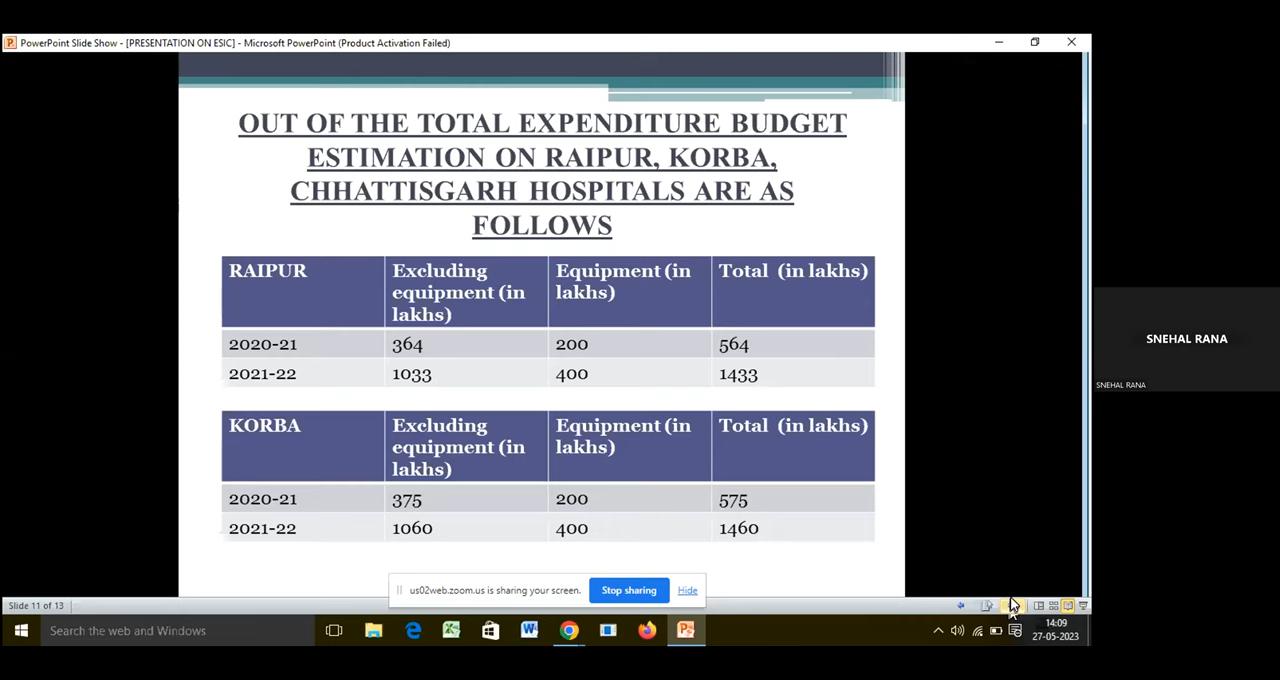 PowerPoint Slide Show - [PRESENTATION ON ESIC] - Microsoft PowerPoint (Product Activation Failed)
OUT OF THE TOTAL EXPENDITURE BUDGET
ESTIMATION ON RAIPUR, KORBA,
CHHATTISGARH HOSPITALS ARE AS
FOLLOWS
RAIPUR Excluding equipment (in lakhs) Equipment (in lakhs) Total (in lakhs)
2020-21 364 200 564
2021-22 1033 400 1433
KORBA Excluding equipment (in lakhs) Equipment (in lakhs) Total (in lakhs)
2020-21 375 200 575
2021-22 1060 400 1460
SNEHAL RANA
SNEHAL RANA
us02web.zoom.us is sharing your screen. Stop sharing Hide
Slide 11 of 13
Search the web and Windows
14:09
27-05-2023